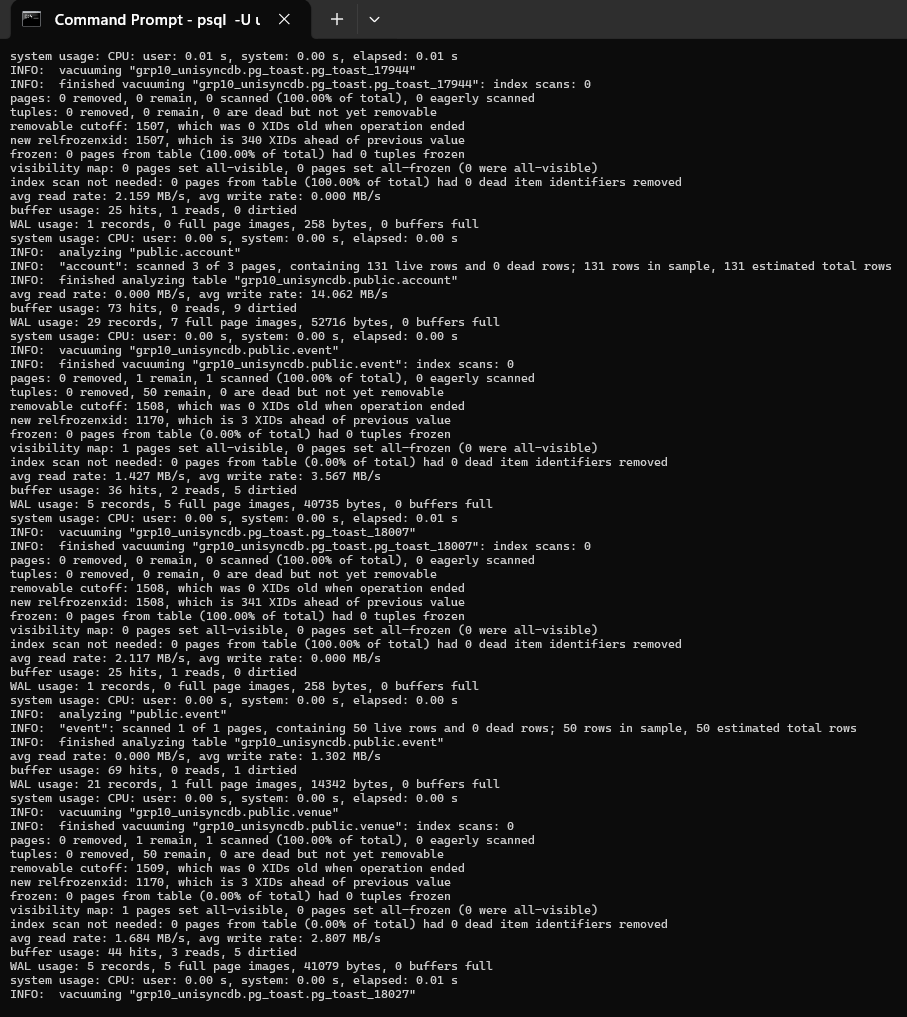 Command Prompt - psql -U u
system usage: CPU: user: 0.01 s, system: 0.00 s, elapsed: 0.01 s
INFO:  vacuuming "grp10_unisyncdb.pg_toast.pg_toast_17944"
INFO:  finished vacuuming "grp10_unisyncdb.pg_toast.pg_toast_17944": index scans: 0
pages: 0 removed, 0 remain, 0 scanned (100.00% of total), 0 eagerly scanned
tuples: 0 removed, 0 remain, 0 are dead but not yet removable
removable cutoff: 1507, which was 0 XIDs old when operation ended
new relfrozenxid: 1507, which is 340 XIDs ahead of previous value
frozen: 0 pages from table (100.00% of total) had 0 tuples frozen
visibility map: 0 pages set all-visible, 0 pages set all-frozen (0 were all-visible)
index scan not needed: 0 pages from table (100.00% of total) had 0 dead item identifiers removed
avg read rate: 2.159 MB/s, avg write rate: 0.000 MB/s
buffer usage: 25 hits, 1 reads, 0 dirtied
WAL usage: 1 records, 0 full page images, 258 bytes, 0 buffers full
system usage: CPU: user: 0.00 s, system: 0.00 s, elapsed: 0.00 s
INFO:  analyzing "public.account"
INFO:  "account": scanned 3 of 3 pages, containing 131 live rows and 0 dead rows; 131 rows in sample, 131 estimated total rows
INFO:  finished analyzing table "grp10_unisyncdb.public.account"
avg read rate: 0.000 MB/s, avg write rate: 14.062 MB/s
buffer usage: 73 hits, 0 reads, 9 dirtied
WAL usage: 29 records, 7 full page images, 52716 bytes, 0 buffers full
system usage: CPU: user: 0.00 s, system: 0.00 s, elapsed: 0.00 s
INFO:  vacuuming "grp10_unisyncdb.public.event"
INFO:  finished vacuuming "grp10_unisyncdb.public.event": index scans: 0
pages: 0 removed, 1 remain, 1 scanned (100.00% of total), 0 eagerly scanned
tuples: 0 removed, 50 remain, 0 are dead but not yet removable
removable cutoff: 1508, which was 0 XIDs old when operation ended
new relfrozenxid: 1170, which is 3 XIDs ahead of previous value
frozen: 0 pages from table (0.00% of total) had 0 tuples frozen
visibility map: 1 pages set all-visible, 0 pages set all-frozen (0 were all-visible)
index scan not needed: 0 pages from table (0.00% of total) had 0 dead item identifiers removed
avg read rate: 1.427 MB/s, avg write rate: 3.567 MB/s
buffer usage: 36 hits, 2 reads, 5 dirtied
WAL usage: 5 records, 5 full page images, 40735 bytes, 0 buffers full
system usage: CPU: user: 0.00 s, system: 0.00 s, elapsed: 0.01 s
INFO:  vacuuming "grp10_unisyncdb.pg_toast.pg_toast_18007"
INFO:  finished vacuuming "grp10_unisyncdb.pg_toast.pg_toast_18007": index scans: 0
pages: 0 removed, 0 remain, 0 scanned (100.00% of total), 0 eagerly scanned
tuples: 0 removed, 0 remain, 0 are dead but not yet removable
removable cutoff: 1508, which was 0 XIDs old when operation ended
new relfrozenxid: 1508, which is 341 XIDs ahead of previous value
frozen: 0 pages from table (100.00% of total) had 0 tuples frozen
visibility map: 0 pages set all-visible, 0 pages set all-frozen (0 were all-visible)
index scan not needed: 0 pages from table (100.00% of total) had 0 dead item identifiers removed
avg read rate: 2.117 MB/s, avg write rate: 0.000 MB/s
buffer usage: 25 hits, 1 reads, 0 dirtied
WAL usage: 1 records, 0 full page images, 258 bytes, 0 buffers full
system usage: CPU: user: 0.00 s, system: 0.00 s, elapsed: 0.00 s
INFO:  analyzing "public.event"
INFO:  "event": scanned 1 of 1 pages, containing 50 live rows and 0 dead rows; 50 rows in sample, 50 estimated total rows
INFO:  finished analyzing table "grp10_unisyncdb.public.event"
avg read rate: 0.000 MB/s, avg write rate: 1.302 MB/s
buffer usage: 69 hits, 0 reads, 1 dirtied
WAL usage: 21 records, 1 full page images, 14342 bytes, 0 buffers full
system usage: CPU: user: 0.00 s, system: 0.00 s, elapsed: 0.00 s
INFO:  vacuuming "grp10_unisyncdb.public.venue"
INFO:  finished vacuuming "grp10_unisyncdb.public.venue": index scans: 0
pages: 0 removed, 1 remain, 1 scanned (100.00% of total), 0 eagerly scanned
tuples: 0 removed, 50 remain, 0 are dead but not yet removable
removable cutoff: 1509, which was 0 XIDs old when operation ended
new relfrozenxid: 1170, which is 3 XIDs ahead of previous value
frozen: 0 pages from table (0.00% of total) had 0 tuples frozen
visibility map: 1 pages set all-visible, 0 pages set all-frozen (0 were all-visible)
index scan not needed: 0 pages from table (0.00% of total) had 0 dead item identifiers removed
avg read rate: 1.684 MB/s, avg write rate: 2.807 MB/s
buffer usage: 44 hits, 3 reads, 5 dirtied
WAL usage: 5 records, 5 full page images, 41079 bytes, 0 buffers full
system usage: CPU: user: 0.00 s, system: 0.00 s, elapsed: 0.01 s
INFO:  vacuuming "grp10_unisyncdb.pg_toast.pg_toast_18027"